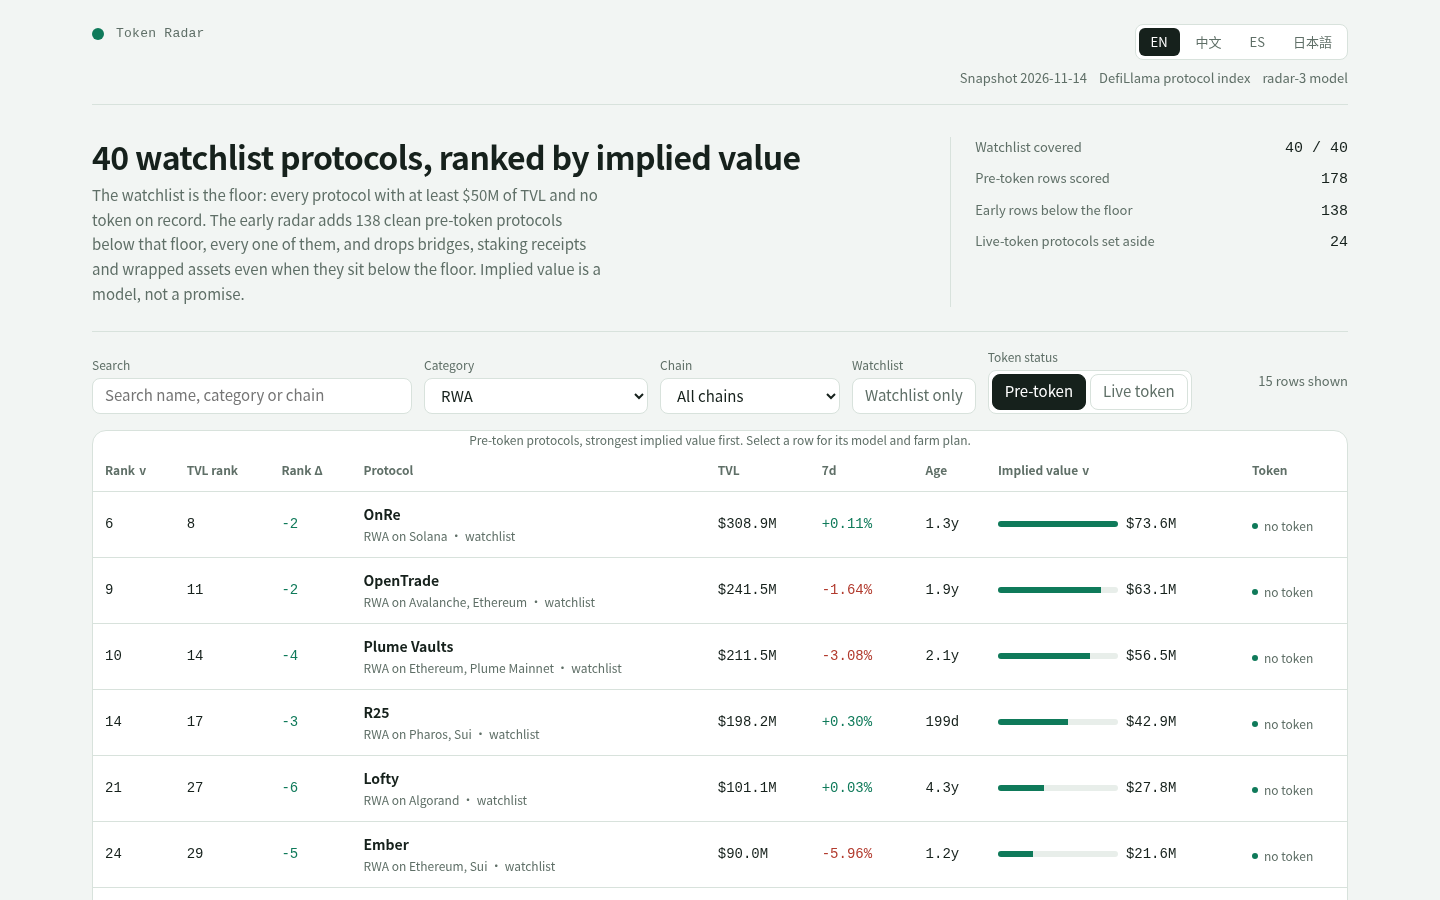 Token Radar
EN 中文 ES 日本語
Snapshot 2026-11-14 DefiLlama protocol index radar-3 model
40 watchlist protocols, ranked by implied value
The watchlist is the floor: every protocol with at least $50M of TVL and no
token on record. The early radar adds 138 clean pre-token protocols
below that floor, every one of them, and drops bridges, staking receipts
and wrapped assets even when they sit below the floor. Implied value is a
model, not a promise.
Watchlist covered 40 / 40
Pre-token rows scored 178
Early rows below the floor 138
Live-token protocols set aside 24
Search Category Chain Watchlist Token status
Search name, category or chain RWA All chains Watchlist only Pre-token Live token 15 rows shown
Pre-token protocols, strongest implied value first. Select a row for its model and farm plan.
Rank v TVL rank Rank Δ Protocol TVL 7d Age Implied value v Token
6 8 -2 OnRe $308.9M +0.11% 1.3y $73.6M no token
RWA on Solana • watchlist
9 11 -2 OpenTrade $241.5M -1.64% 1.9y $63.1M no token
RWA on Avalanche, Ethereum • watchlist
10 14 -4 Plume Vaults $211.5M -3.08% 2.1y $56.5M no token
RWA on Ethereum, Plume Mainnet • watchlist
14 17 -3 R25 $198.2M +0.30% 199d $42.9M no token
RWA on Pharos, Sui • watchlist
21 27 -6 Lofty $101.1M +0.03% 4.3y $27.8M no token
RWA on Algorand • watchlist
24 29 -5 Ember $90.0M -5.96% 1.2y $21.6M no token
RWA on Ethereum, Sui • watchlist